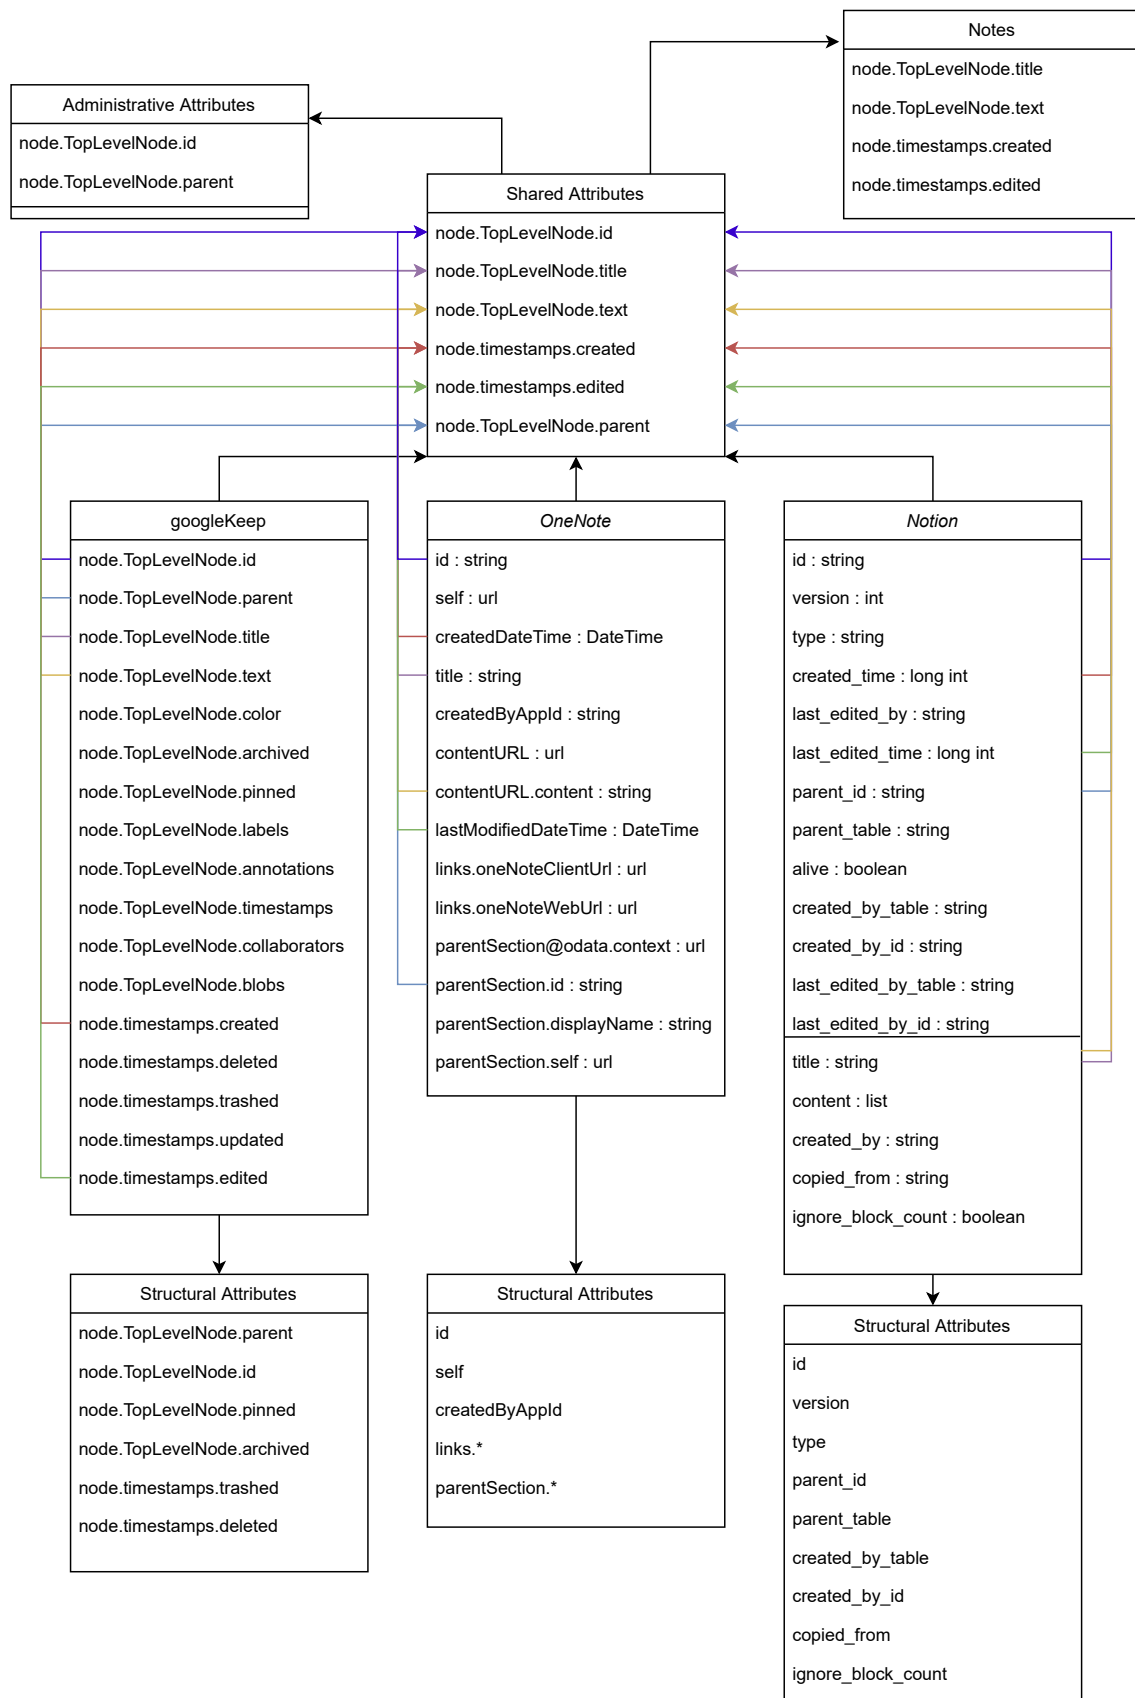 Notes
node.TopLevelNode.title
node.TopLevelNode.text
node.timestamps.created
node.timestamps.edited
Administrative Attributes
node.TopLevelNode.id
node.TopLevelNode.parent
Shared Attributes
node.TopLevelNode.id
node.TopLevelNode.title
node.TopLevelNode.text
node.timestamps.created
node.timestamps.edited
node.TopLevelNode.parent
googleKeep
node.TopLevelNode.id
node.TopLevelNode.parent
node.TopLevelNode.title
node.TopLevelNode.text
node.TopLevelNode.color
node.TopLevelNode.archived
node.TopLevelNode.pinned
node.TopLevelNode.labels
node.TopLevelNode.annotations
node.TopLevelNode.timestamps
node.TopLevelNode.collaborators
node.TopLevelNode.blobs
node.timestamps.created
node.timestamps.deleted
node.timestamps.trashed
node.timestamps.updated
node.timestamps.edited
OneNote
id : string
self : url
createdDateTime : DateTime
title : string
createdByAppId : string
contentURL : url
contentURL.content : string
lastModifiedDateTime : DateTime
links.oneNoteClientUrl : url
links.oneNoteWebUrl : url
parentSection@odata.context : url
parentSection.id : string
parentSection.displayName : string
parentSection.self : url
Notion
id : string
version : int
type : string
created_time : long int
last_edited_by : string
last_edited_time : long int
parent_id : string
parent_table : string
alive : boolean
created_by_table : string
created_by_id : string
last_edited_by_table : string
last_edited_by_id : string
title : string
content : list
created_by : string
copied_from : string
ignore_block_count : boolean
Structural Attributes
node.TopLevelNode.parent
node.TopLevelNode.id
node.TopLevelNode.pinned
node.TopLevelNode.archived
node.timestamps.trashed
node.timestamps.deleted
Structural Attributes
id
self
createdByAppId
links.*
parentSection.*
Structural Attributes
id
version
type
parent_id
parent_table
created_by_table
created_by_id
copied_from
ignore_block_count